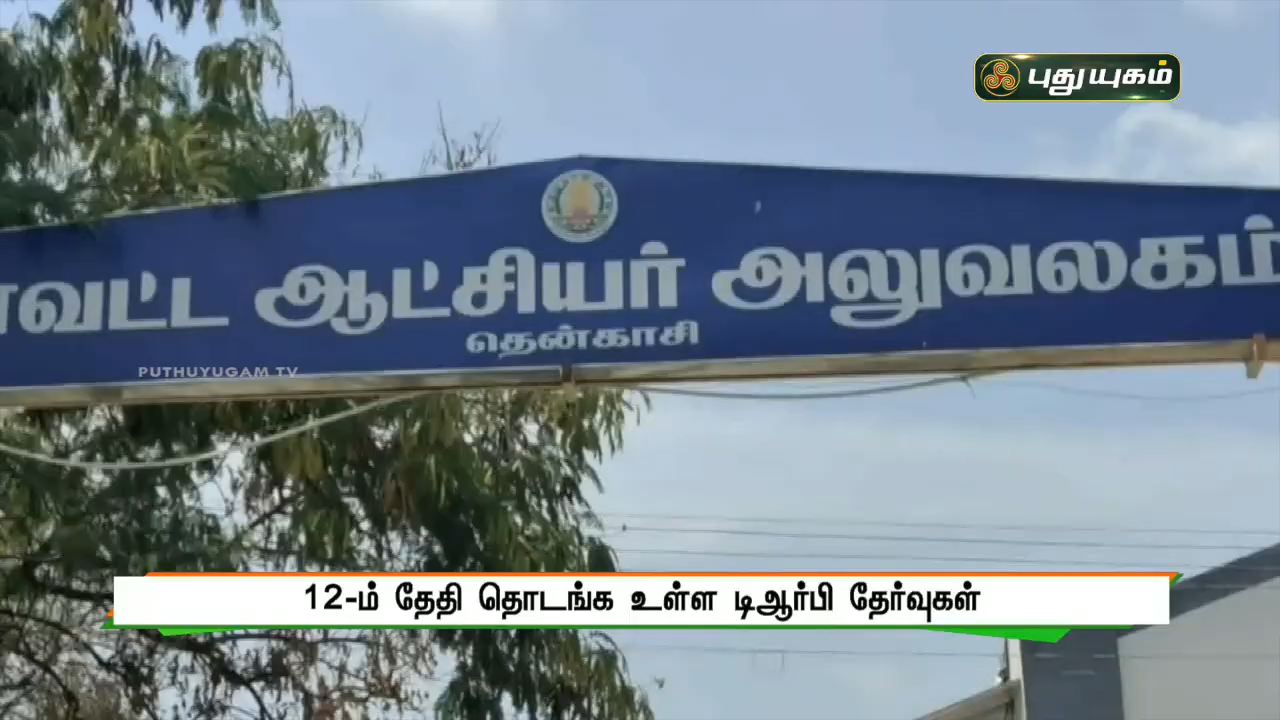 புதுயுகம்
ாவட்ட ஆட்சியர் அலுவலகம்
தென்காசி
PUTHUYUGAM TV
12-ம் தேதி தொடங்க உள்ள டிஆர்பி தேர்வுகள்